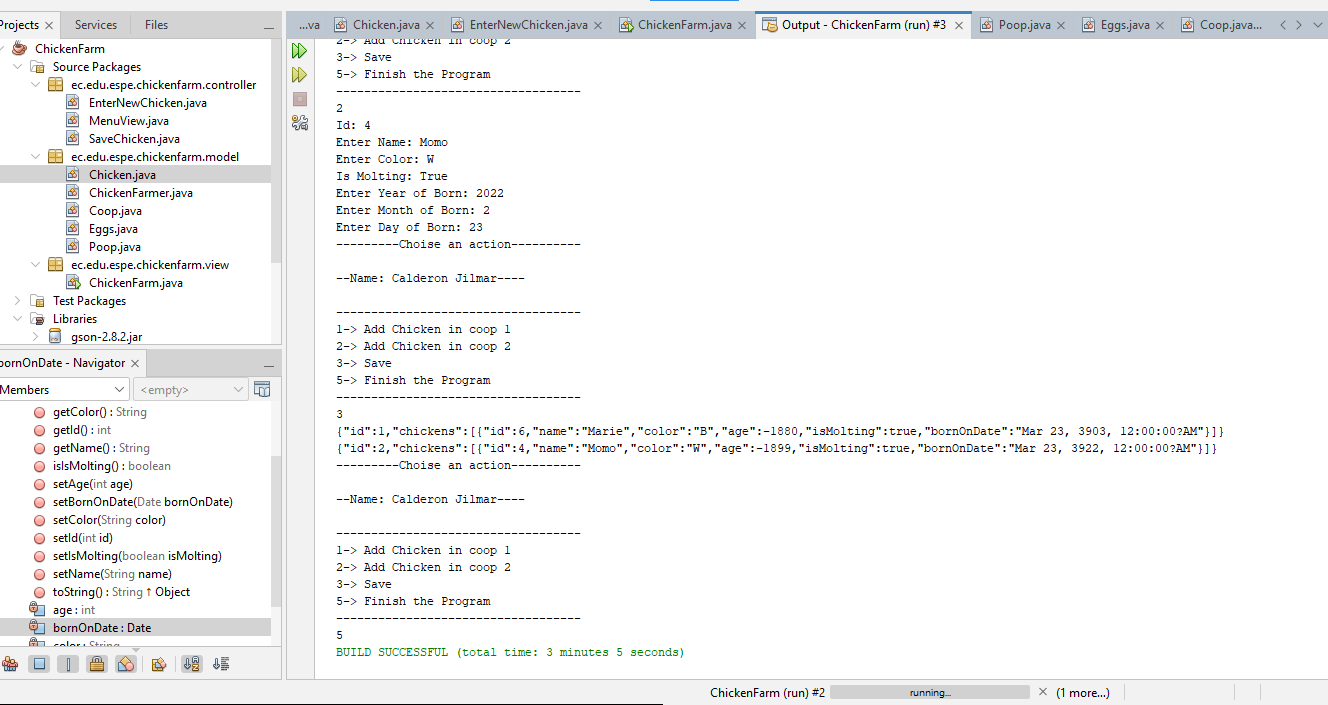 Projects
Services
Files
ChickenFarm
Source Packages
ec.edu.espe.chickenfarm.controller
EnterNewChicken.java
MenuView.java
SaveChicken.java
ec.edu.espe.chickenfarm.model
Chicken.java
ChickenFarmer.java
Coop.java
Eggs.java
Poop.java
ec.edu.espe.chickenfarm.view
ChickenFarm.java
Test Packages
Libraries
gson-2.8.2.jar
bornOnDate - Navigator
Members
<empty>
getColor() : String
getId() : int
getName() : String
isIsMolting() : boolean
setAge(int age)
setBornOnDate(Date bornOnDate)
setColor(String color)
setId(int id)
setIsMolting(boolean isMolting)
setName(String name)
toString() : String ↑ Object
age : int
bornOnDate : Date
color : String
...va
Chicken.java
EnterNewChicken.java
ChickenFarm.java
Output - ChickenFarm (run) #3
Poop.java
Eggs.java
Coop.java...
2-> Add Chicken in coop 2
3-> Save
5-> Finish the Program
-----------------------------------
2
Id: 4
Enter Name: Momo
Enter Color: W
Is Molting: True
Enter Year of Born: 2022
Enter Month of Born: 2
Enter Day of Born: 23
---------Choise an action----------
--Name: Calderon Jilmar----
-----------------------------------
1-> Add Chicken in coop 1
2-> Add Chicken in coop 2
3-> Save
5-> Finish the Program
-----------------------------------
3
{"id":1,"chickens":[{"id":6,"name":"Marie","color":"B","age":-1880,"isMolting":true,"bornOnDate":"Mar 23, 3903, 12:00:00?AM"}]}
{"id":2,"chickens":[{"id":4,"name":"Momo","color":"W","age":-1899,"isMolting":true,"bornOnDate":"Mar 23, 3922, 12:00:00?AM"}]}
---------Choise an action----------
--Name: Calderon Jilmar----
-----------------------------------
1-> Add Chicken in coop 1
2-> Add Chicken in coop 2
3-> Save
5-> Finish the Program
-----------------------------------
5
BUILD SUCCESSFUL (total time: 3 minutes 5 seconds)
ChickenFarm (run) #2
running...
(1 more...)